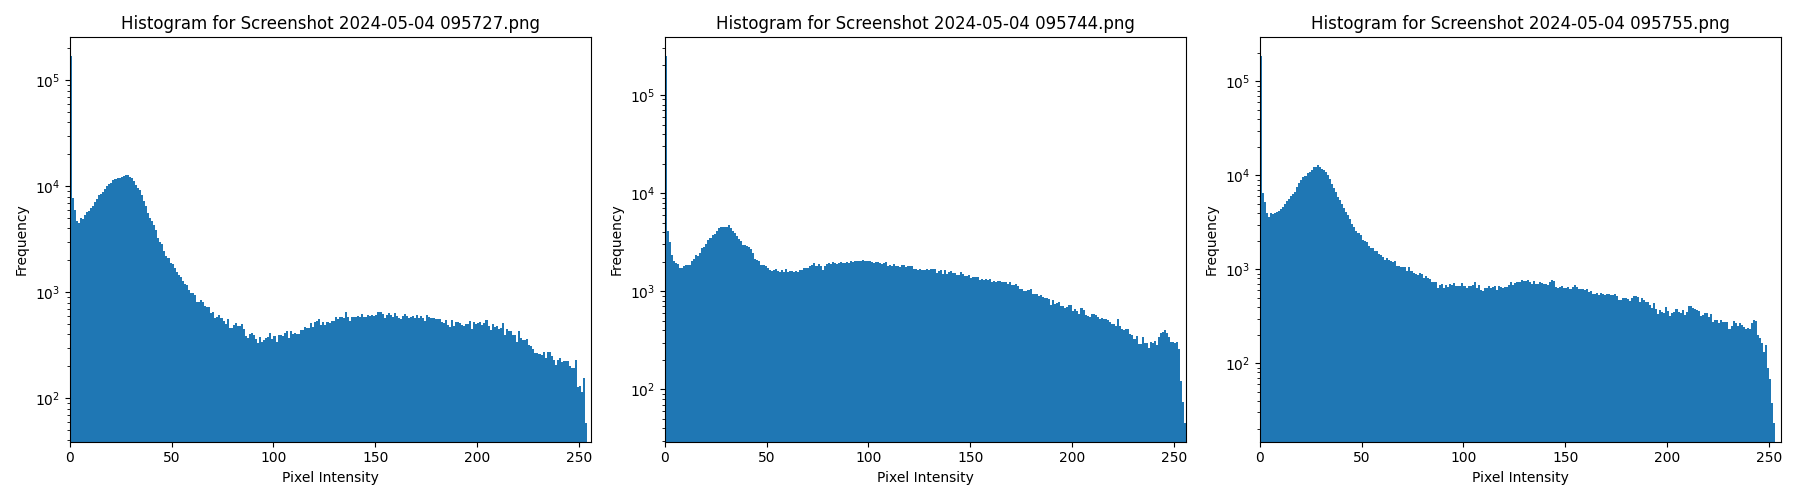 Histogram for Screenshot 2024-05-04 095727.png
Frequency
10^5
10^4
10^3
10^2
0 50 100 150 200 250
Pixel Intensity
Histogram for Screenshot 2024-05-04 095744.png
Frequency
10^5
10^4
10^3
10^2
0 50 100 150 200 250
Pixel Intensity
Histogram for Screenshot 2024-05-04 095755.png
Frequency
10^5
10^4
10^3
10^2
0 50 100 150 200 250
Pixel Intensity